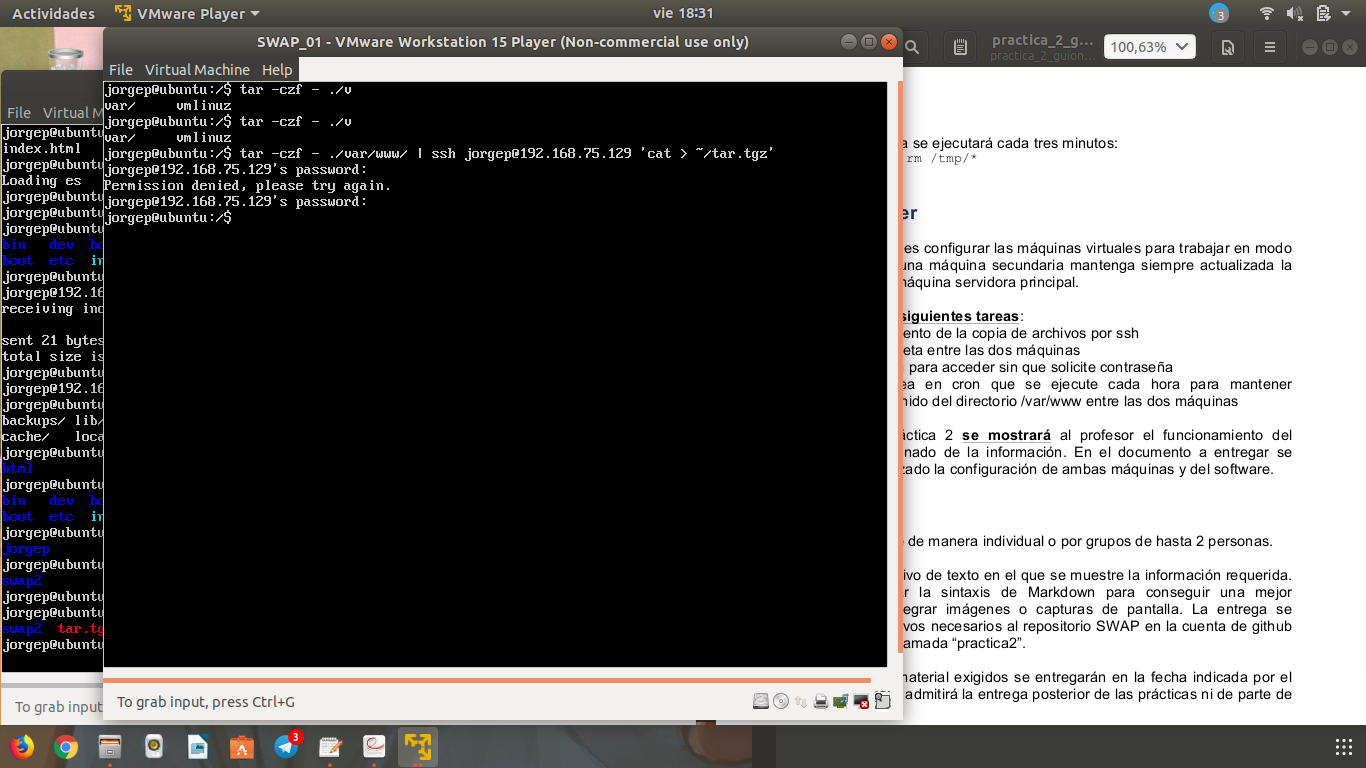 Actividades
VMware Player
vie 18:31
3
SWAP_01 - VMware Workstation 15 Player (Non-commercial use only)
File Virtual Machine Help
jorgep@ubuntu:/$ tar -czf - ./v
var/ vmlinuz
jorgep@ubuntu:/$ tar -czf - ./v
var/ vmlinuz
jorgep@ubuntu:/$ tar -czf - ./var/www/ | ssh jorgep@192.168.75.129 'cat > ~/tar.tgz'
jorgep@192.168.75.129's password:
Permission denied, please try again.
jorgep@192.168.75.129's password:
jorgep@ubuntu:/$
To grab input, press Ctrl+G
File Virtual M
jorgep@ubuntu
index.html
jorgep@ubuntu
Loading es
jorgep@ubuntu
jorgep@ubuntu
jorgep@ubuntu
bin dev ho
boot etc in
jorgep@ubuntu
jorgep@192.16
receiving inc
sent 21 bytes
total size is
jorgep@ubuntu
jorgep@192.16
jorgep@ubuntu
backups/ lib/
cache/ loca
jorgep@ubuntu
html
jorgep@ubuntu
bin dev ho
boot etc in
jorgep@ubuntu
jorgep
jorgep@ubuntu
swap2
jorgep@ubuntu
jorgep@ubuntu
swap2 tar.tg
jorgep@ubuntu
To grab input
practica_2_g...
practica_2_guion...
100,63%
a se ejecutará cada tres minutos:
rm /tmp/*
er
es configurar las máquinas virtuales para trabajar en modo
una máquina secundaria mantenga siempre actualizada la
máquina servidora principal.
siguientes tareas:
ento de la copia de archivos por ssh
eta entre las dos máquinas
para acceder sin que solicite contraseña
ea en cron que se ejecute cada hora para mantener
nido del directorio /var/www entre las dos máquinas
áctica 2 se mostrará al profesor el funcionamiento del
nado de la información. En el documento a entregar se
zado la configuración de ambas máquinas y del software.
de manera individual o por grupos de hasta 2 personas.
ivo de texto en el que se muestre la información requerida.
r la sintaxis de Markdown para conseguir una mejor
egrar imágenes o capturas de pantalla. La entrega se
vos necesarios al repositorio SWAP en la cuenta de github
amada “practica2”.
material exigidos se entregarán en la fecha indicada por el
admitirá la entrega posterior de las prácticas ni de parte de
3